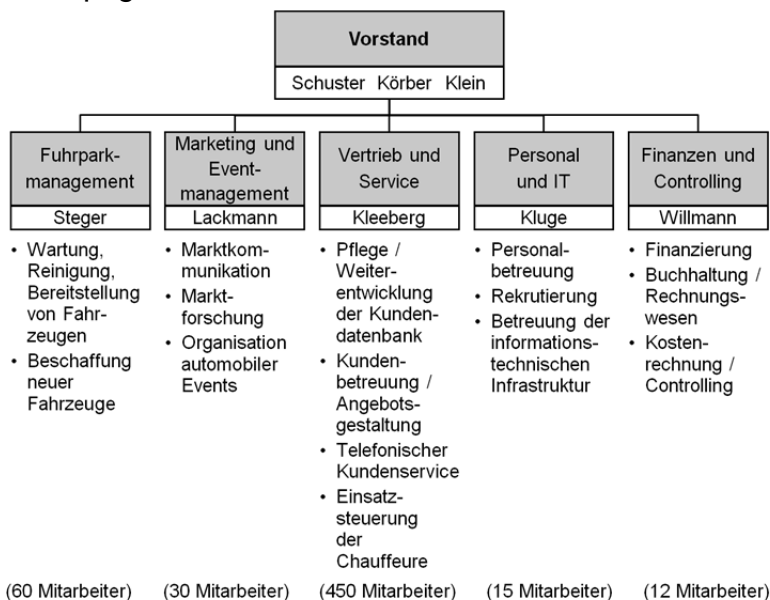 Vorstand
Schuster Körber Klein
Fuhrpark-
management
Steger
• Wartung,
Reinigung,
Bereitstellung
von Fahr-
zeugen
• Beschaffung
neuer
Fahrzeuge
(60 Mitarbeiter)
Marketing und
Event-
management
Lackmann
• Marktkom-
munikation
• Markt-
forschung
• Organisation
automobiler
Events
(30 Mitarbeiter)
Vertrieb und
Service
Kleeberg
• Pflege /
Weiter-
entwicklung
der Kunden-
datenbank
• Kunden-
betreuung /
Angebots-
gestaltung
• Telefonischer
Kundenservice
• Einsatz-
steuerung
der
Chauffeure
(450 Mitarbeiter)
Personal
und IT
Kluge
• Personal-
betreuung
• Rekrutierung
• Betreuung der
informations-
technischen
Infrastruktur
(15 Mitarbeiter)
Finanzen und
Controlling
Willmann
• Finanzierung
• Buchhaltung /
Rechnungs-
wesen
• Kosten-
rechnung /
Controlling
(12 Mitarbeiter)